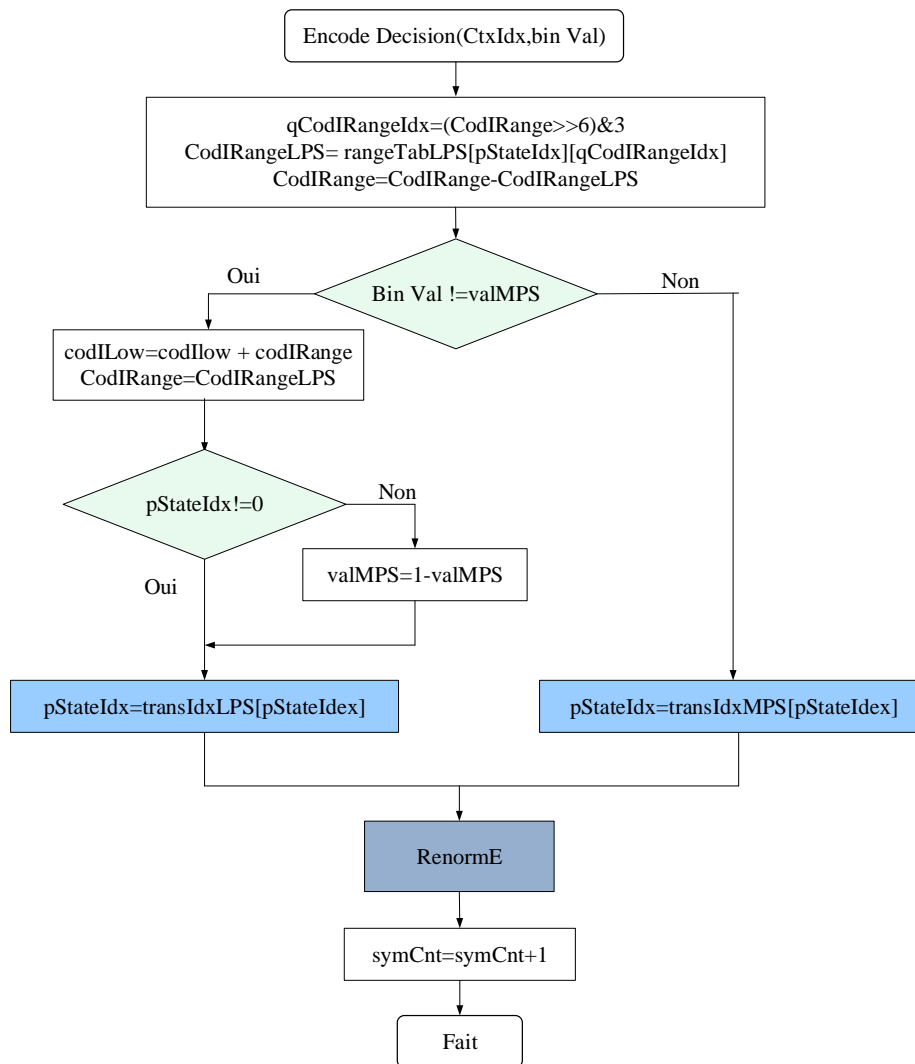 Encode Decision(CtxIdx,bin Val)
qCodIRangeIdx=(CodIRange>>6)&3
CodIRangeLPS= rangeTabLPS[pStateIdx][qCodIRangeIdx]
CodIRange=CodIRange-CodIRangeLPS
Oui
Bin Val !=valMPS
Non
codILow=codIlow + codIRange
CodIRange=CodIRangeLPS
pStateIdx!=0
Non
valMPS=1-valMPS
Oui
pStateIdx=transIdxLPS[pStateIdex]
pStateIdx=transIdxMPS[pStateIdex]
RenormE
symCnt=symCnt+1
Fait